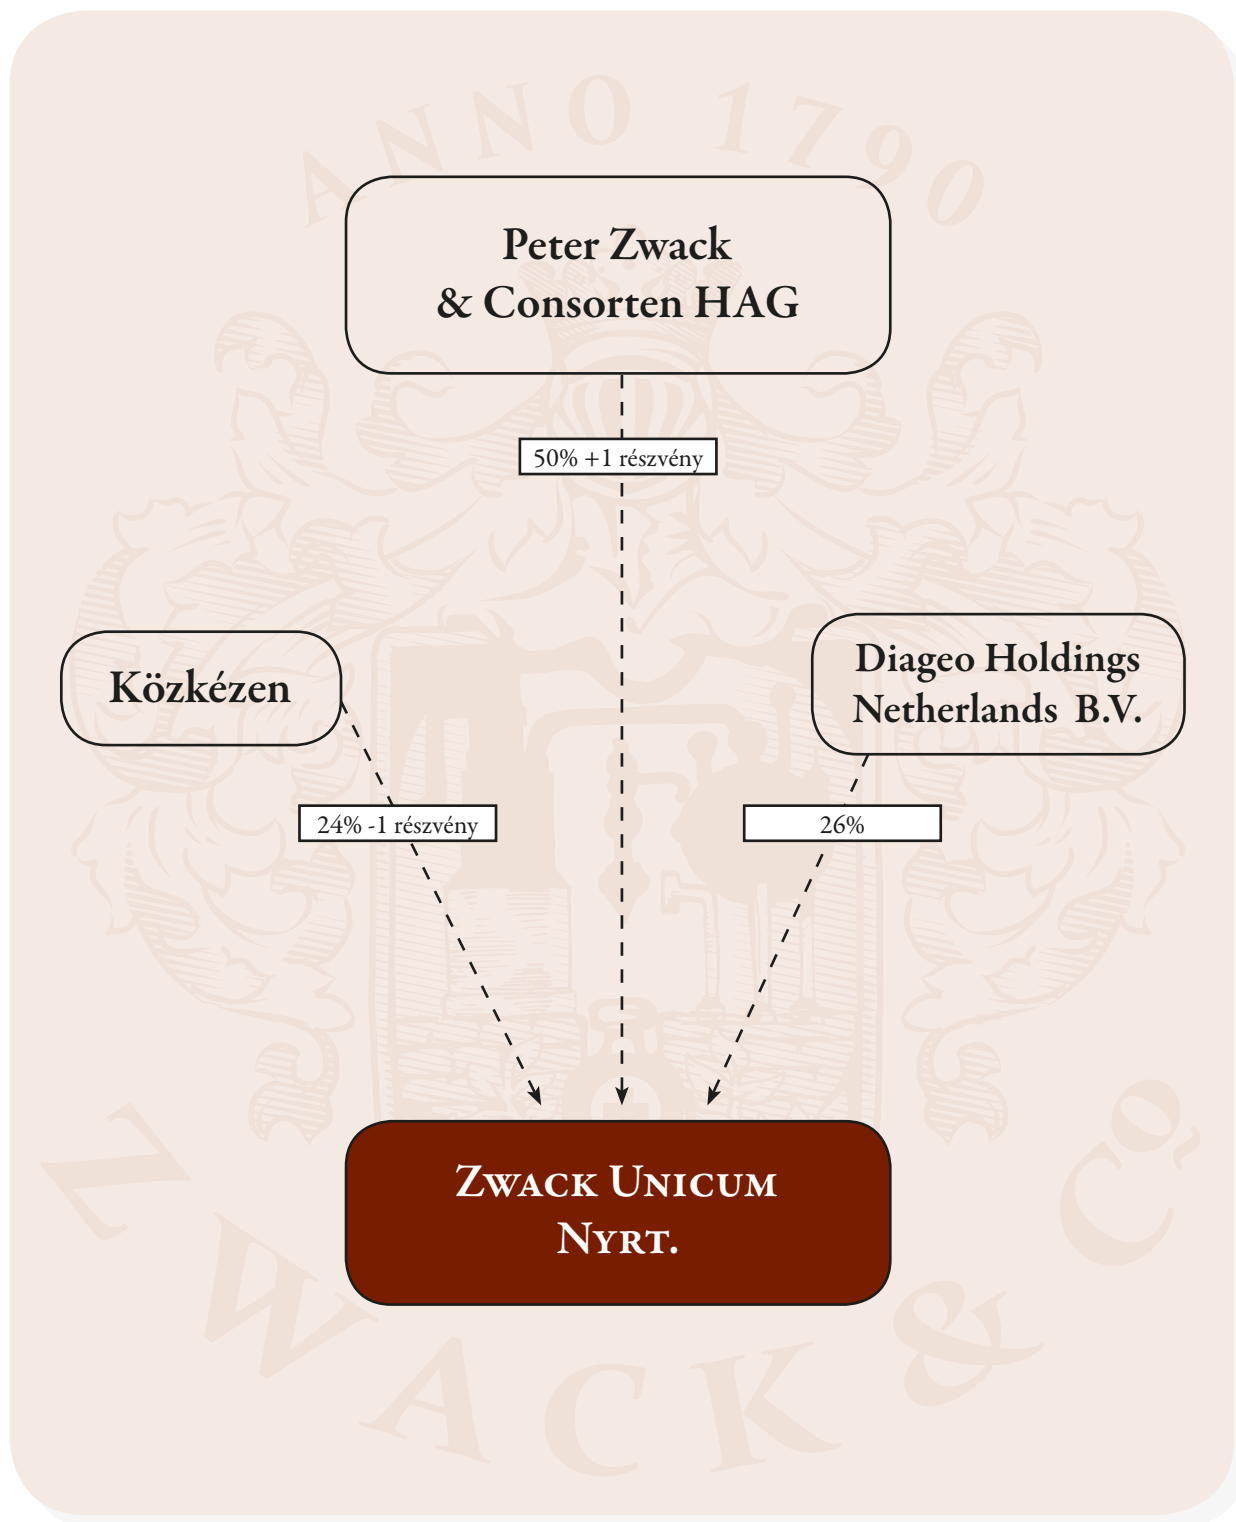 ANNO 1790
Peter Zwack
& Consorten HAG
50% +1 részvény
Közkézen
Diageo Holdings
Netherlands B.V.
24% -1 részvény
26%
ZWACK UNICUM
NYRT.
ZWACK & Co